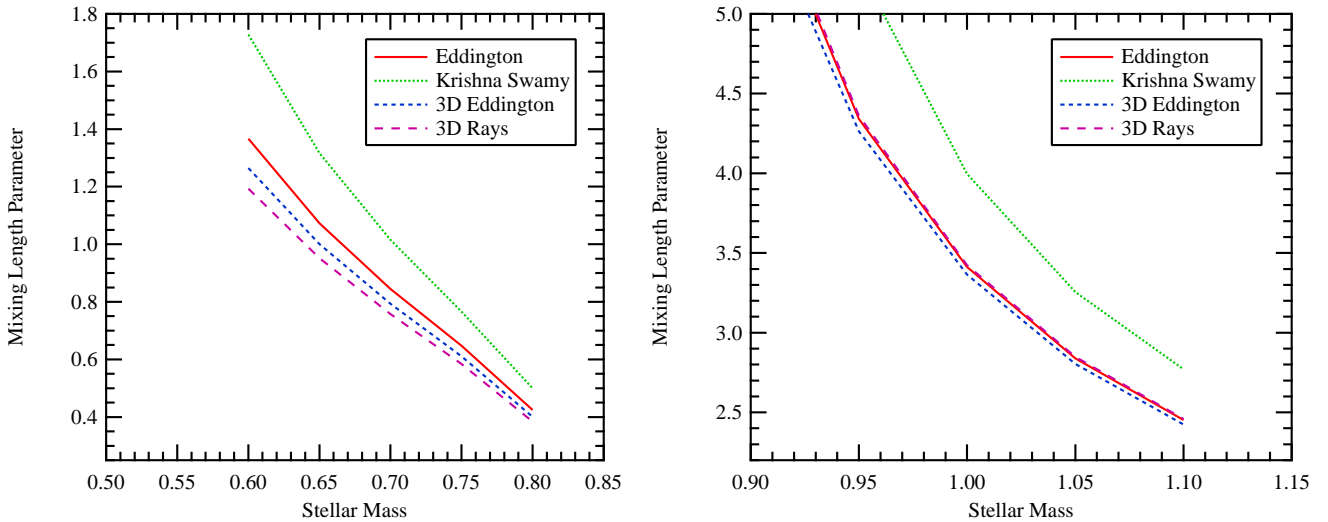 1.8
1.6
1.4
1.2
1.0
0.8
0.6
0.4
Mixing Length Parameter
0.50 0.55 0.60 0.65 0.70 0.75 0.80 0.85
Stellar Mass
Eddington
Krishna Swamy
3D Eddington
3D Rays
5.0
4.5
4.0
3.5
3.0
2.5
Mixing Length Parameter
0.90 0.95 1.00 1.05 1.10 1.15
Stellar Mass
Eddington
Krishna Swamy
3D Eddington
3D Rays